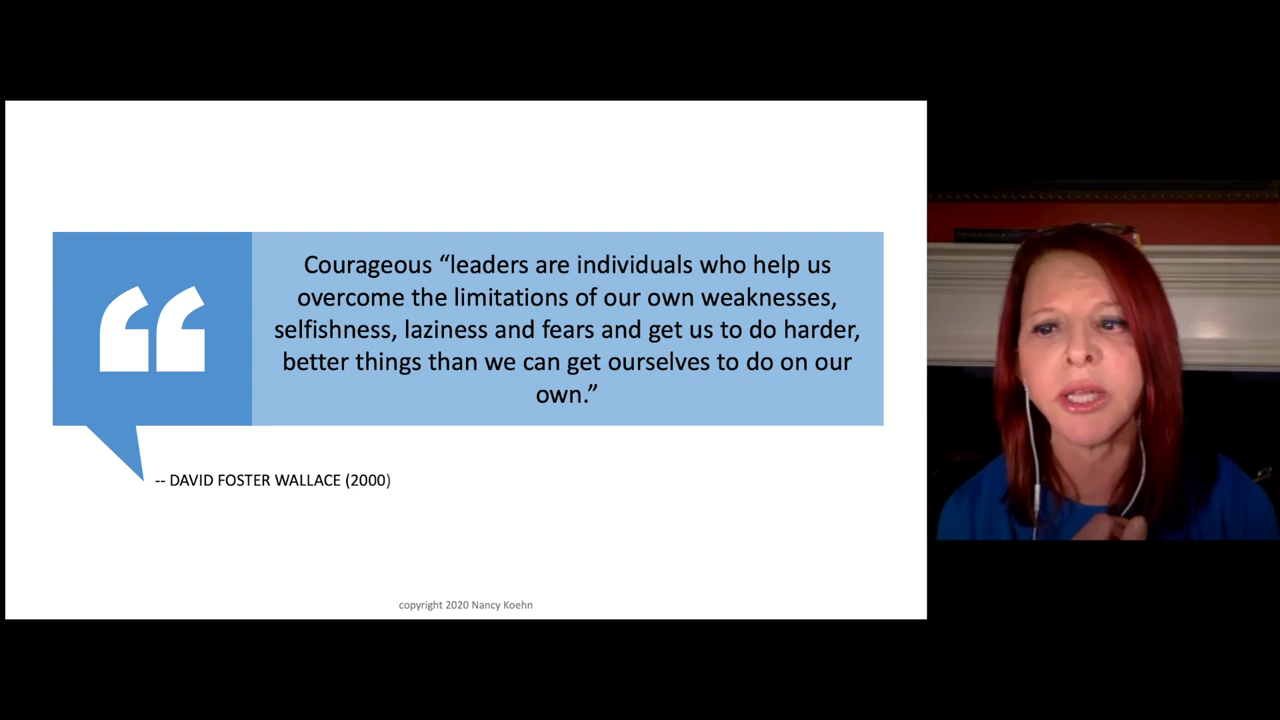 Courageous “leaders are individuals who help us
overcome the limitations of our own weaknesses,
selfishness, laziness and fears and get us to do harder,
better things than we can get ourselves to do on our
own.”
-- DAVID FOSTER WALLACE (2000)
copyright 2020 Nancy Koehn